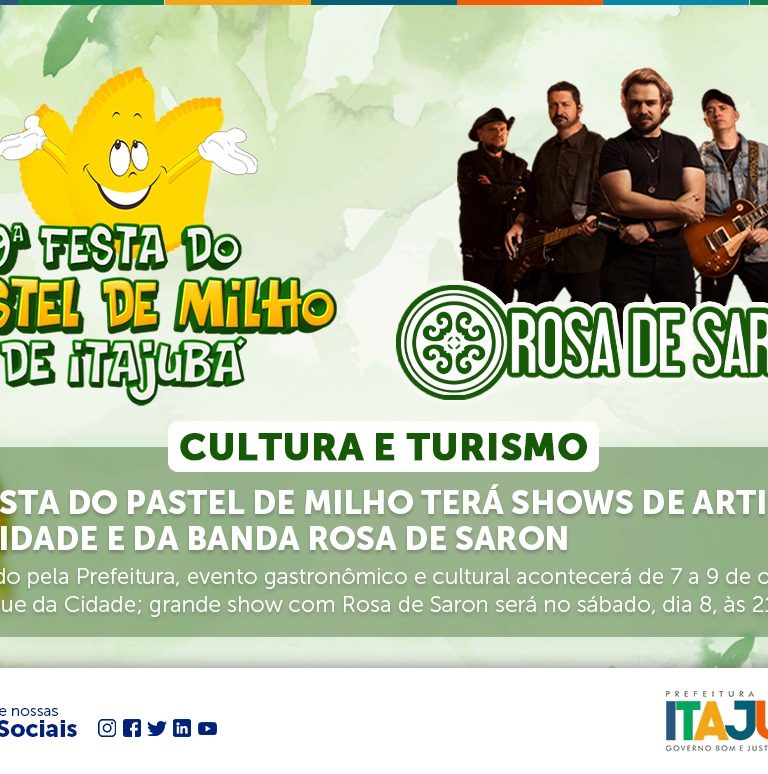 9ª FESTA DO
PASTEL DE MILHO
DE ITAJUBÁ
ROSA DE SAR
CULTURA E TURISMO
STA DO PASTEL DE MILHO TERÁ SHOWS DE ARTI
IDADE E DA BANDA ROSA DE SARON
do pela Prefeitura, evento gastronômico e cultural acontecerá de 7 a 9 de o
ue da Cidade; grande show com Rosa de Saron será no sábado, dia 8, às 21
e nossas
Sociais
PREFEITURA
ITAJU
GOVERNO BOM E JUST